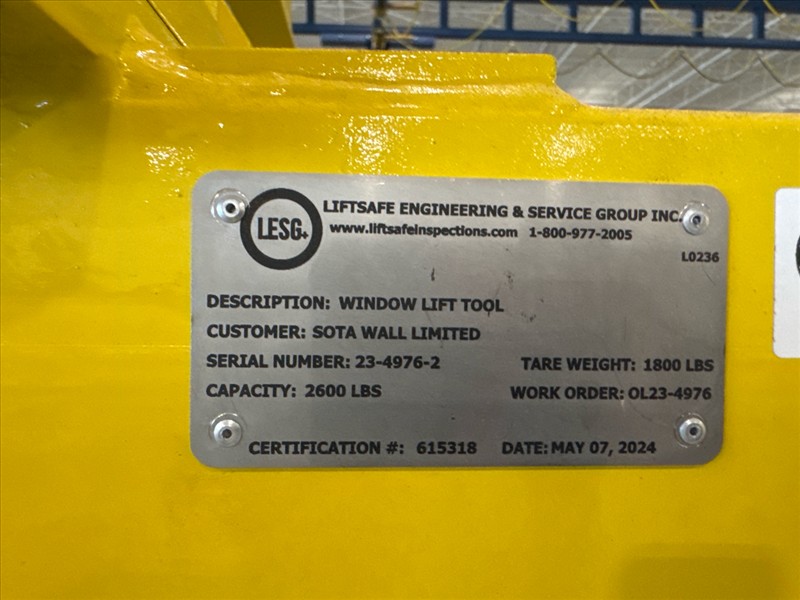 LESG+
LIFTSAFE ENGINEERING & SERVICE GROUP INC.
www.liftsafeinspections.com 1-800-977-2005
L0236
DESCRIPTION: WINDOW LIFT TOOL
CUSTOMER: SOTA WALL LIMITED
SERIAL NUMBER: 23-4976-2 TARE WEIGHT: 1800 LBS
CAPACITY: 2600 LBS WORK ORDER: OL23-4976
CERTIFICATION #: 615318 DATE: MAY 07, 2024